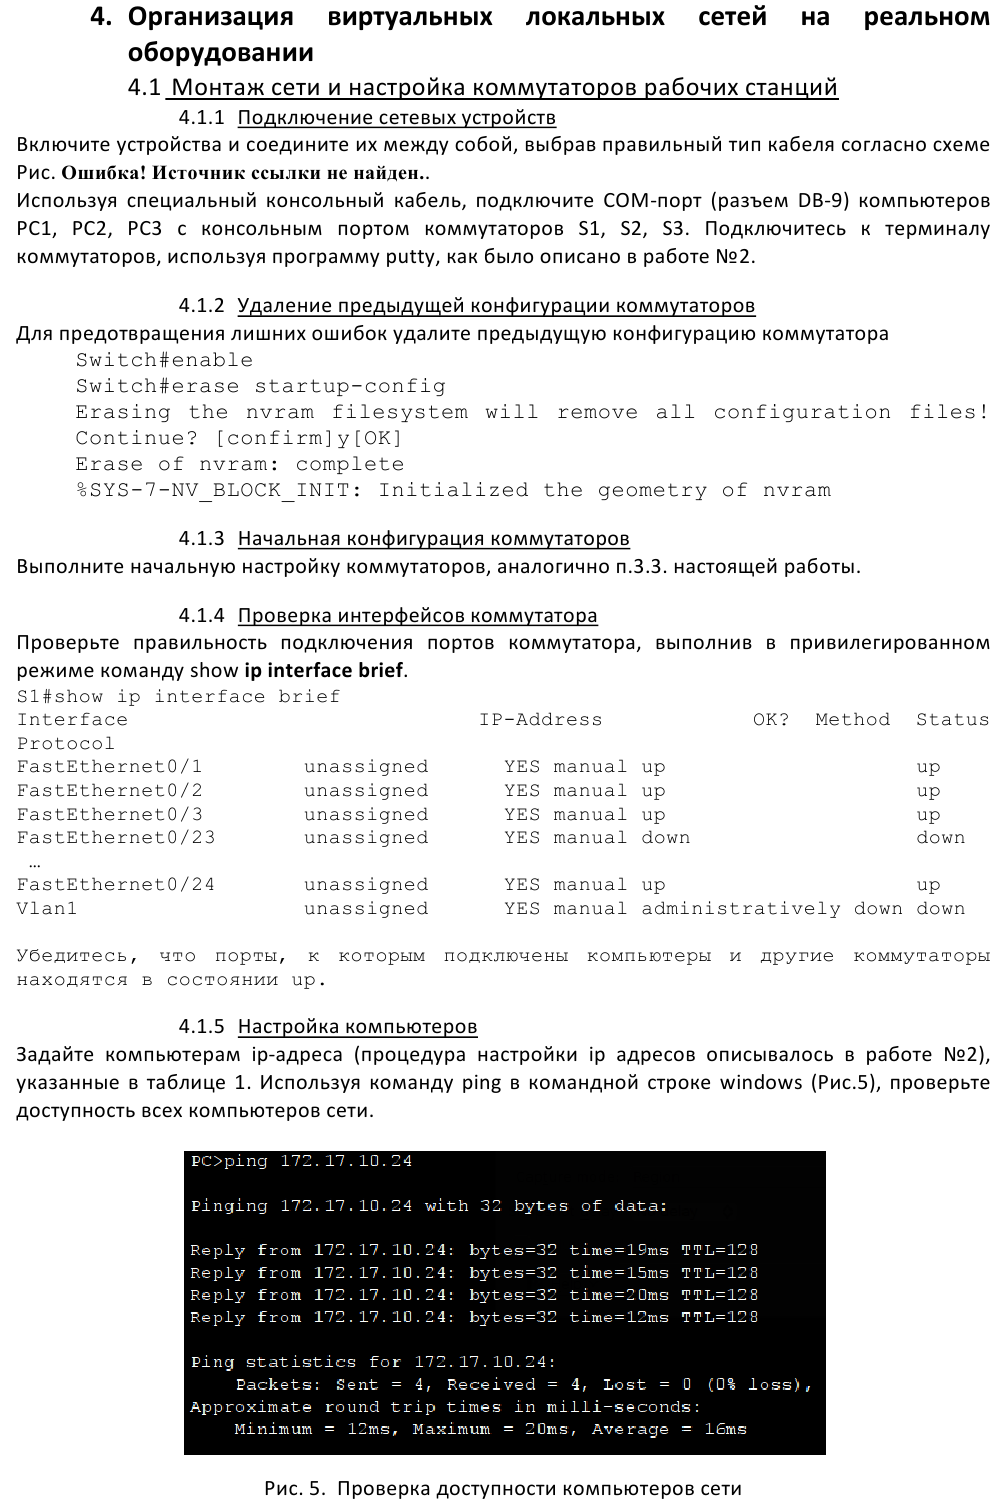 4. Организация виртуальных локальных сетей на реальном
оборудовании
4.1 Монтаж сети и настройка коммутаторов рабочих станций
4.1.1 Подключение сетевых устройств
Включите устройства и соедините их между собой, выбрав правильный тип кабеля согласно схеме
Рис. Ошибка! Источник ссылки не найден..
Используя специальный консольный кабель, подключите COM-порт (разъем DB-9) компьютеров
PC1, PC2, PC3 с консольным портом коммутаторов S1, S2, S3. Подключитесь к терминалу
коммутаторов, используя программу putty, как было описано в работе №2.
4.1.2 Удаление предыдущей конфигурации коммутаторов
Для предотвращения лишних ошибок удалите предыдущую конфигурацию коммутатора
Switch#enable
Switch#erase startup-config
Erasing the nvram filesystem will remove all configuration files!
Continue? [confirm]y[OK]
Erase of nvram: complete
%SYS-7-NV_BLOCK_INIT: Initialized the geometry of nvram
4.1.3 Начальная конфигурация коммутаторов
Выполните начальную настройку коммутаторов, аналогично п.3.3. настоящей работы.
4.1.4 Проверка интерфейсов коммутатора
Проверьте правильность подключения портов коммутатора, выполнив в привилегированном
режиме команду show ip interface brief.
S1#show ip interface brief
Interface IP-Address OK? Method Status
Protocol
FastEthernet0/1 unassigned YES manual up up
FastEthernet0/2 unassigned YES manual up up
FastEthernet0/3 unassigned YES manual up up
FastEthernet0/23 unassigned YES manual down down
…
FastEthernet0/24 unassigned YES manual up up
Vlan1 unassigned YES manual administratively down down
Убедитесь, что порты, к которым подключены компьютеры и другие коммутаторы
находятся в состоянии up.
4.1.5 Настройка компьютеров
Задайте компьютерам ip-адреса (процедура настройки ip адресов описывалось в работе №2),
указанные в таблице 1. Используя команду ping в командной строке windows (Рис.5), проверьте
доступность всех компьютеров сети.
PC>ping 172.17.10.24
Pinging 172.17.10.24 with 32 bytes of data:
Reply from 172.17.10.24: bytes=32 time=19ms TTL=128
Reply from 172.17.10.24: bytes=32 time=15ms TTL=128
Reply from 172.17.10.24: bytes=32 time=20ms TTL=128
Reply from 172.17.10.24: bytes=32 time=12ms TTL=128
Ping statistics for 172.17.10.24:
Packets: Sent = 4, Received = 4, Lost = 0 (0% loss),
Approximate round trip times in milli-seconds:
Minimum = 12ms, Maximum = 20ms, Average = 16ms
Рис. 5. Проверка доступности компьютеров сети